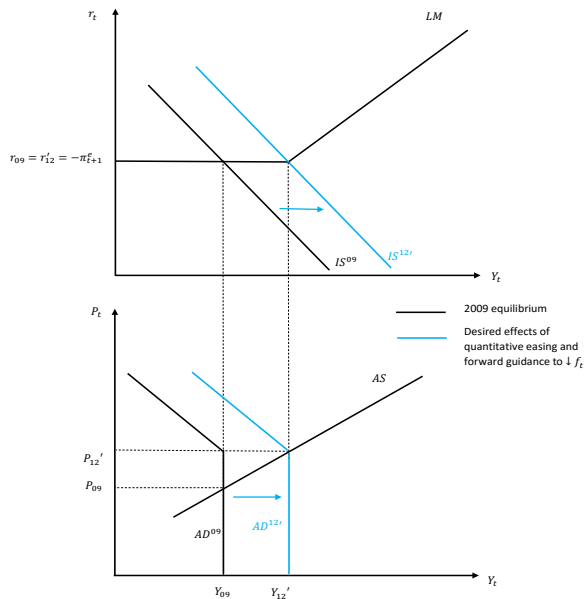 r_t
LM
r_09 = r′_12 = −π^e_{t+1}
IS^09
IS^12′
Y_t
P_t
2009 equilibrium
Desired effects of
quantitative easing and
forward guidance to ↓ f_t
AS
P_12′
P_09
AD^09
AD^12′
Y_09
Y_12′
Y_t